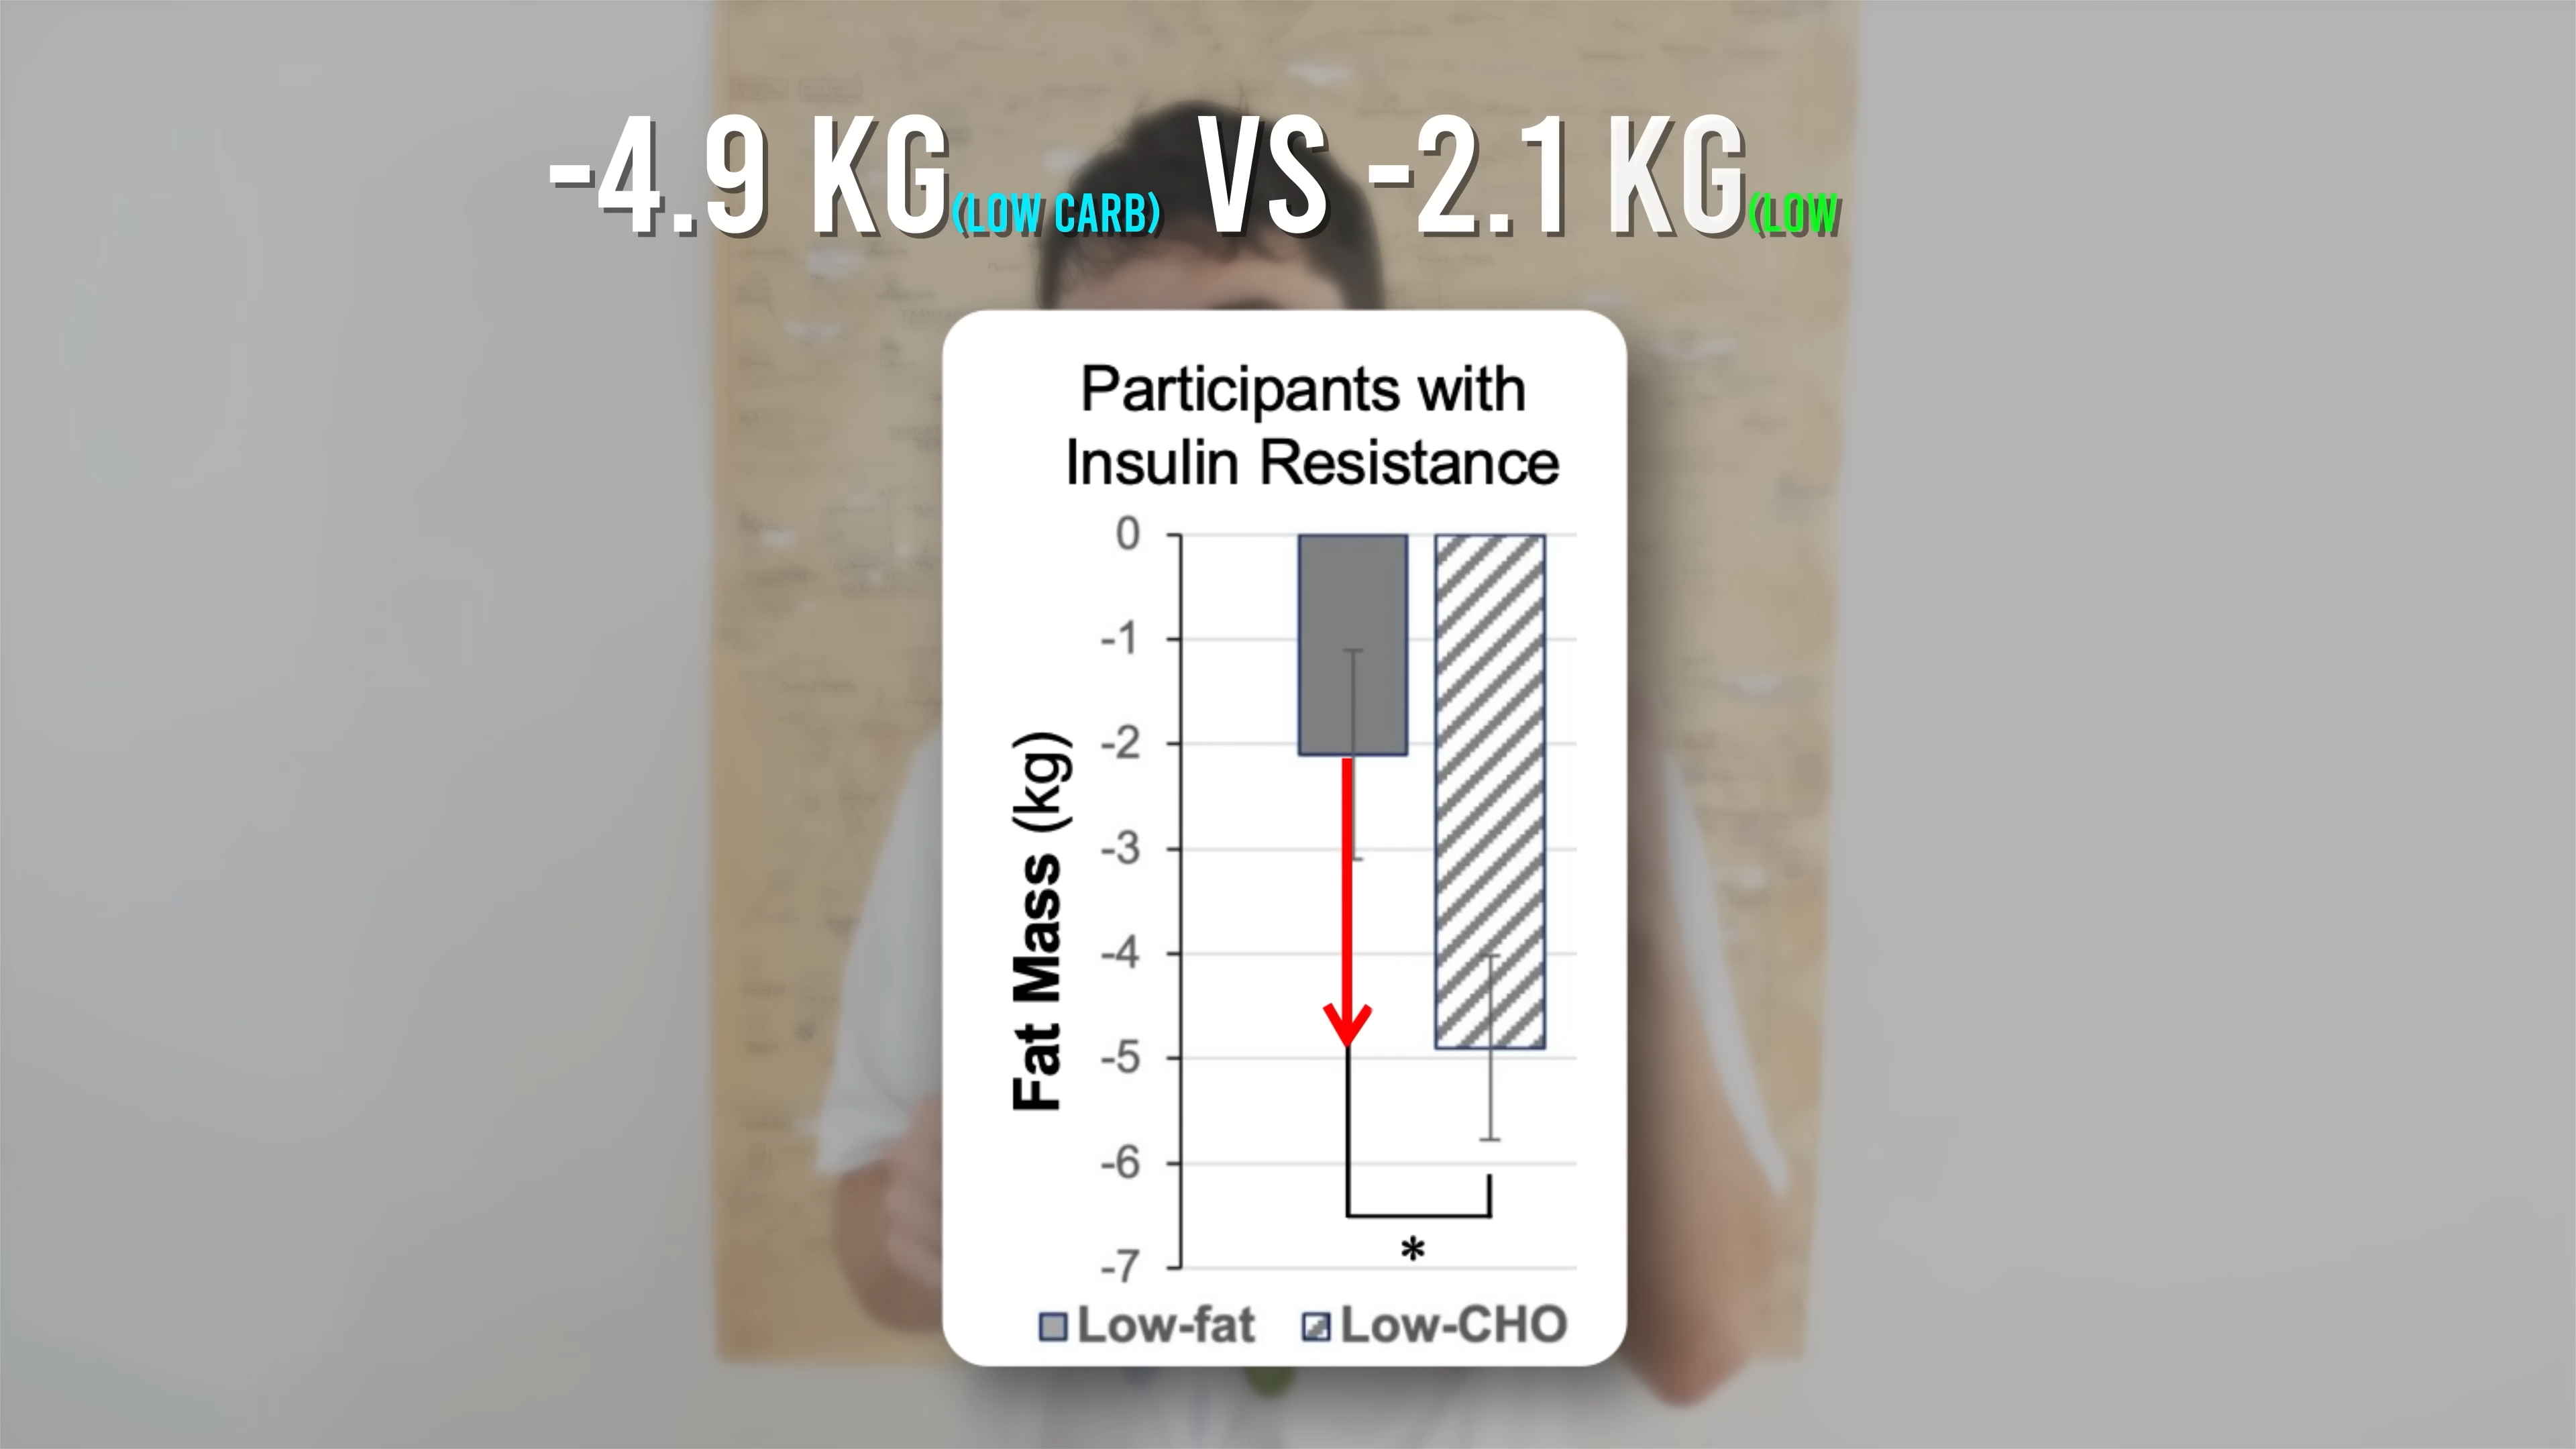 -4.9 KG(LOW CARB) VS -2.1 KG(LOW
Participants with
Insulin Resistance
0
-1
-2
-3
-4
-5
-6
-7
Fat Mass (kg)
*
Low-fat Low-CHO